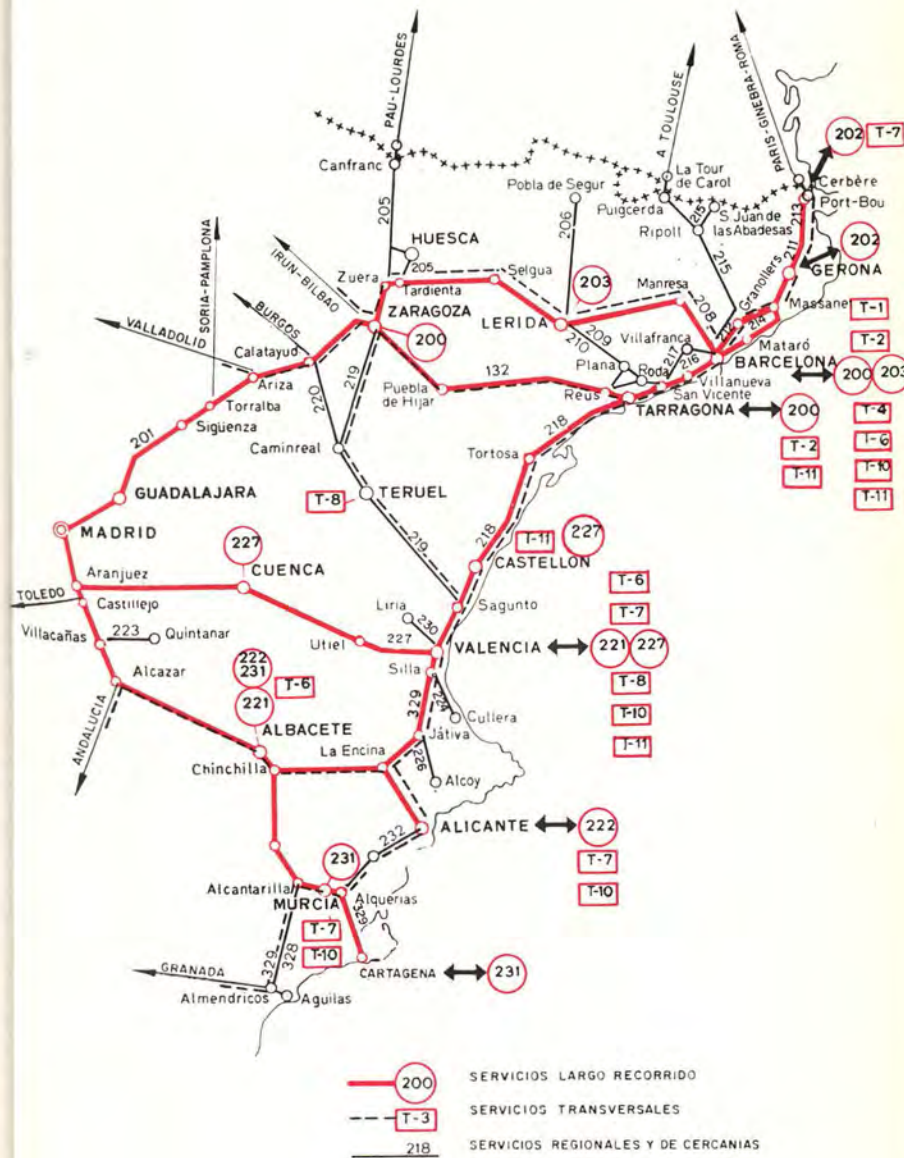 PAU-LOURDES
A TOULOUSE
PARIS-GINEBRA-ROMA
202
T-7
Canfranc
La Tour
de Carol
Cerbère
Port-Bou
Pobla de Segur
Puigcerda
215
S. Juan de
las Abadesas
213
205
206
Ripoll
SORIA-PAMPLONA
IRUN-BILBAO
HUESCA
202
215
211
GERONA
205
Selgua
203
Zuera
Tardienta
Manresa
Granollers
Massanet
T-1
BURGOS
ZARAGOZA
LERIDA
208
VALLADOLID
200
209
210
Villafranca
212
214
Mataró
T-2
Calatayud
217
BARCELONA
200
203
Plana
Roda
216
Villanueva
Ariza
219
220
Puebla
de Hijar
132
Reus
San Vicente
TARRAGONA
200
T-4
Torralba
T-2
T-6
Sigüenza
218
T-11
T-10
T-11
201
Caminreal
Tortosa
GUADALAJARA
T-8
TERUEL
MADRID
218
227
219
T-11
227
CUENCA
CASTELLON
Aranjuez
T-6
TOLEDO
Castillejo
Liria
Sagunto
T-7
Villacañas
223
Quintanar
230
Utiel
227
VALENCIA
221
227
222
231
T-6
Silla
T-8
Alcazar
221
329
224
Cullera
T-10
ANDALUCIA
ALBACETE
La Encina
Játiva
T-11
Chinchilla
226
Alcoy
ALICANTE
222
232
T-7
231
T-10
Alcantarilla
MURCIA
Alquerias
329
T-7
T-10
GRANADA
329
328
CARTAGENA
231
Almendricos
Aguilas
200
SERVICIOS LARGO RECORRIDO
T-3
SERVICIOS TRANSVERSALES
218
SERVICIOS REGIONALES Y DE CERCANIAS